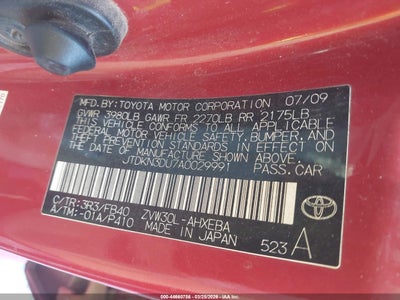 MFD.BY: TOYOTA MOTOR CORPORATION 07/09
GVWR 3980LB GAWR FR 2270LB RR 2175LB
THIS VEHICLE CONFORMS TO ALL APPLICABLE
FEDERAL MOTOR VEHICLE SAFETY, BUMPER, AND
THEFT PREVENTION STANDARDS IN EFFECT ON
THE DATE OF MANUFACTURE SHOWN ABOVE.
JTDKN3DU7A0029991 PASS.CAR
C/TR: 3R3/FB40 ZVW30L-AHXEBA
A/TM: -01A/P410 MADE IN JAPAN 523 A
TOYOTA